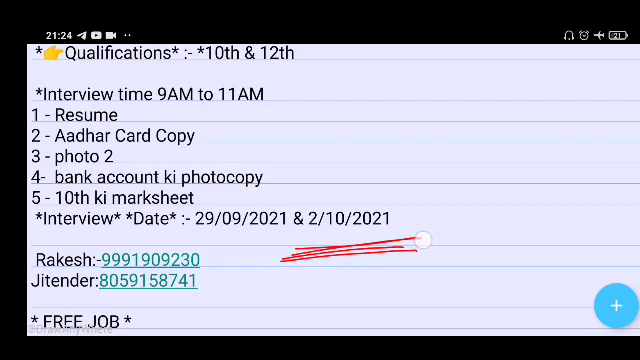 21:24
21
*👉Qualifications* :- *10th & 12th
*Interview time 9AM to 11AM
1 - Resume
2 - Aadhar Card Copy
3 - photo 2
4- bank account ki photocopy
5 - 10th ki marksheet
*Interview* *Date* :- 29/09/2021 & 2/10/2021
Rakesh:-9991909230
Jitender:8059158741
* FREE JOB *
@DrawAnyWhere